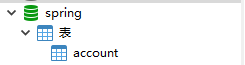 spring
表
account